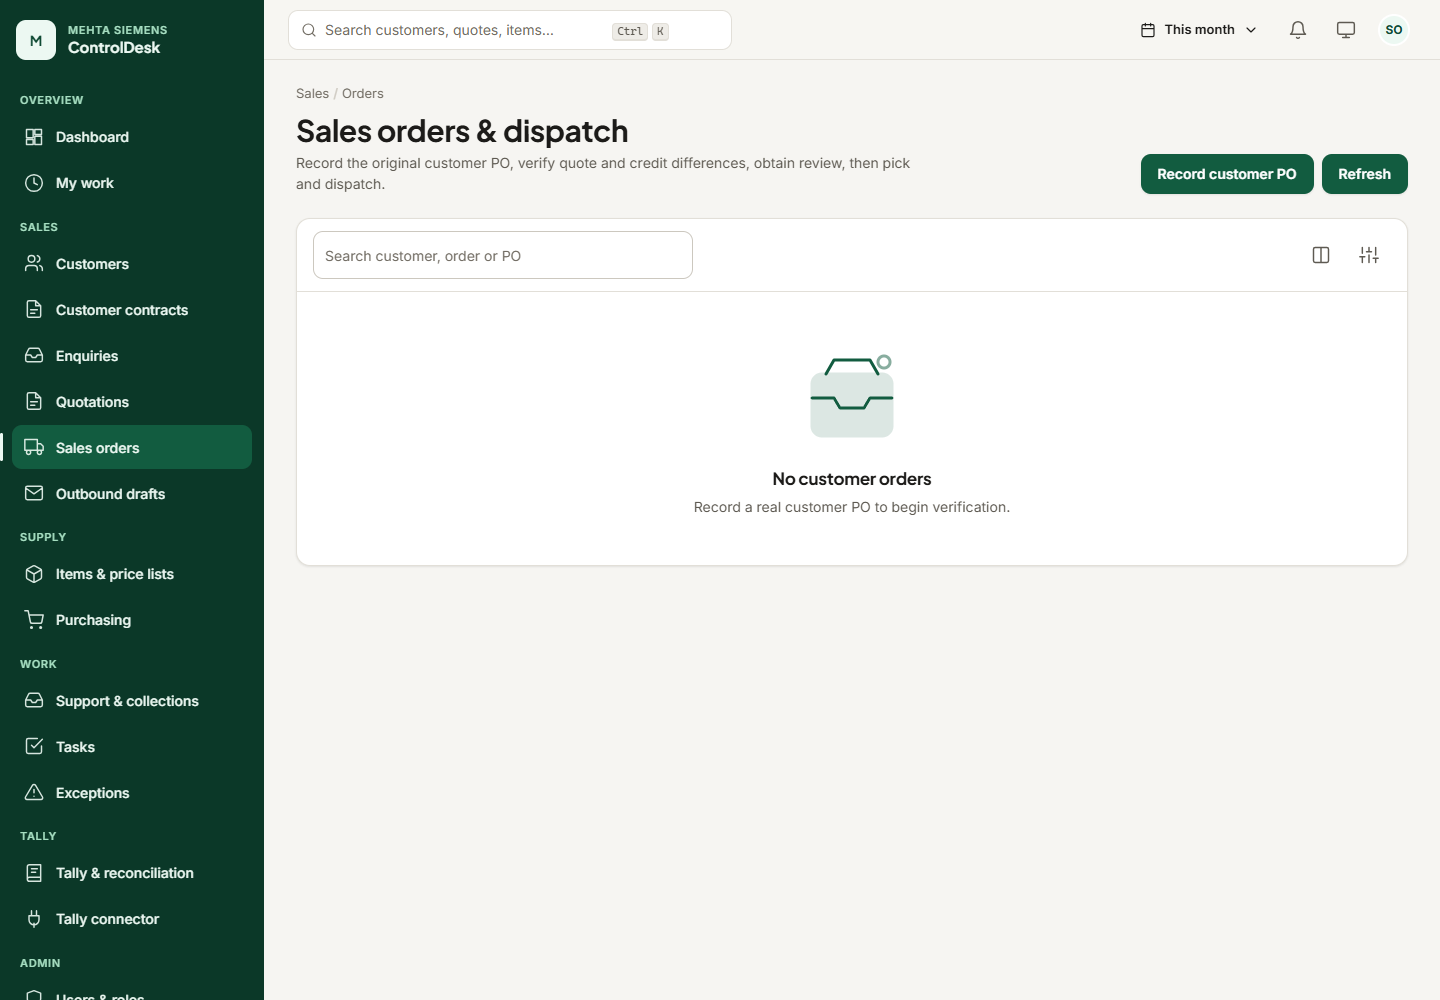 M
MEHTA SIEMENS
ControlDesk
OVERVIEW
Dashboard
My work
SALES
Customers
Customer contracts
Enquiries
Quotations
Sales orders
Outbound drafts
SUPPLY
Items & price lists
Purchasing
WORK
Support & collections
Tasks
Exceptions
TALLY
Tally & reconciliation
Tally connector
ADMIN
Users & roles
Search customers, quotes, items... Ctrl K
This month
SO
Sales / Orders
Sales orders & dispatch
Record the original customer PO, verify quote and credit differences, obtain review, then pick
and dispatch.
Record customer PO
Refresh
Search customer, order or PO
No customer orders
Record a real customer PO to begin verification.